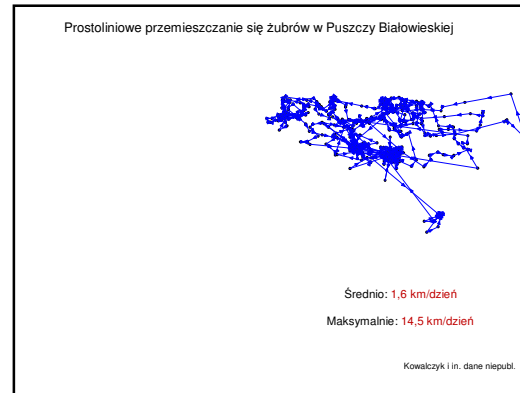 Prostoliniowe przemieszczanie się żubrów w Puszczy Białowieskiej
Średnio: 1,6 km/dzień
Maksymalnie: 14,5 km/dzień
Kowalczyk i in. dane niepubl.